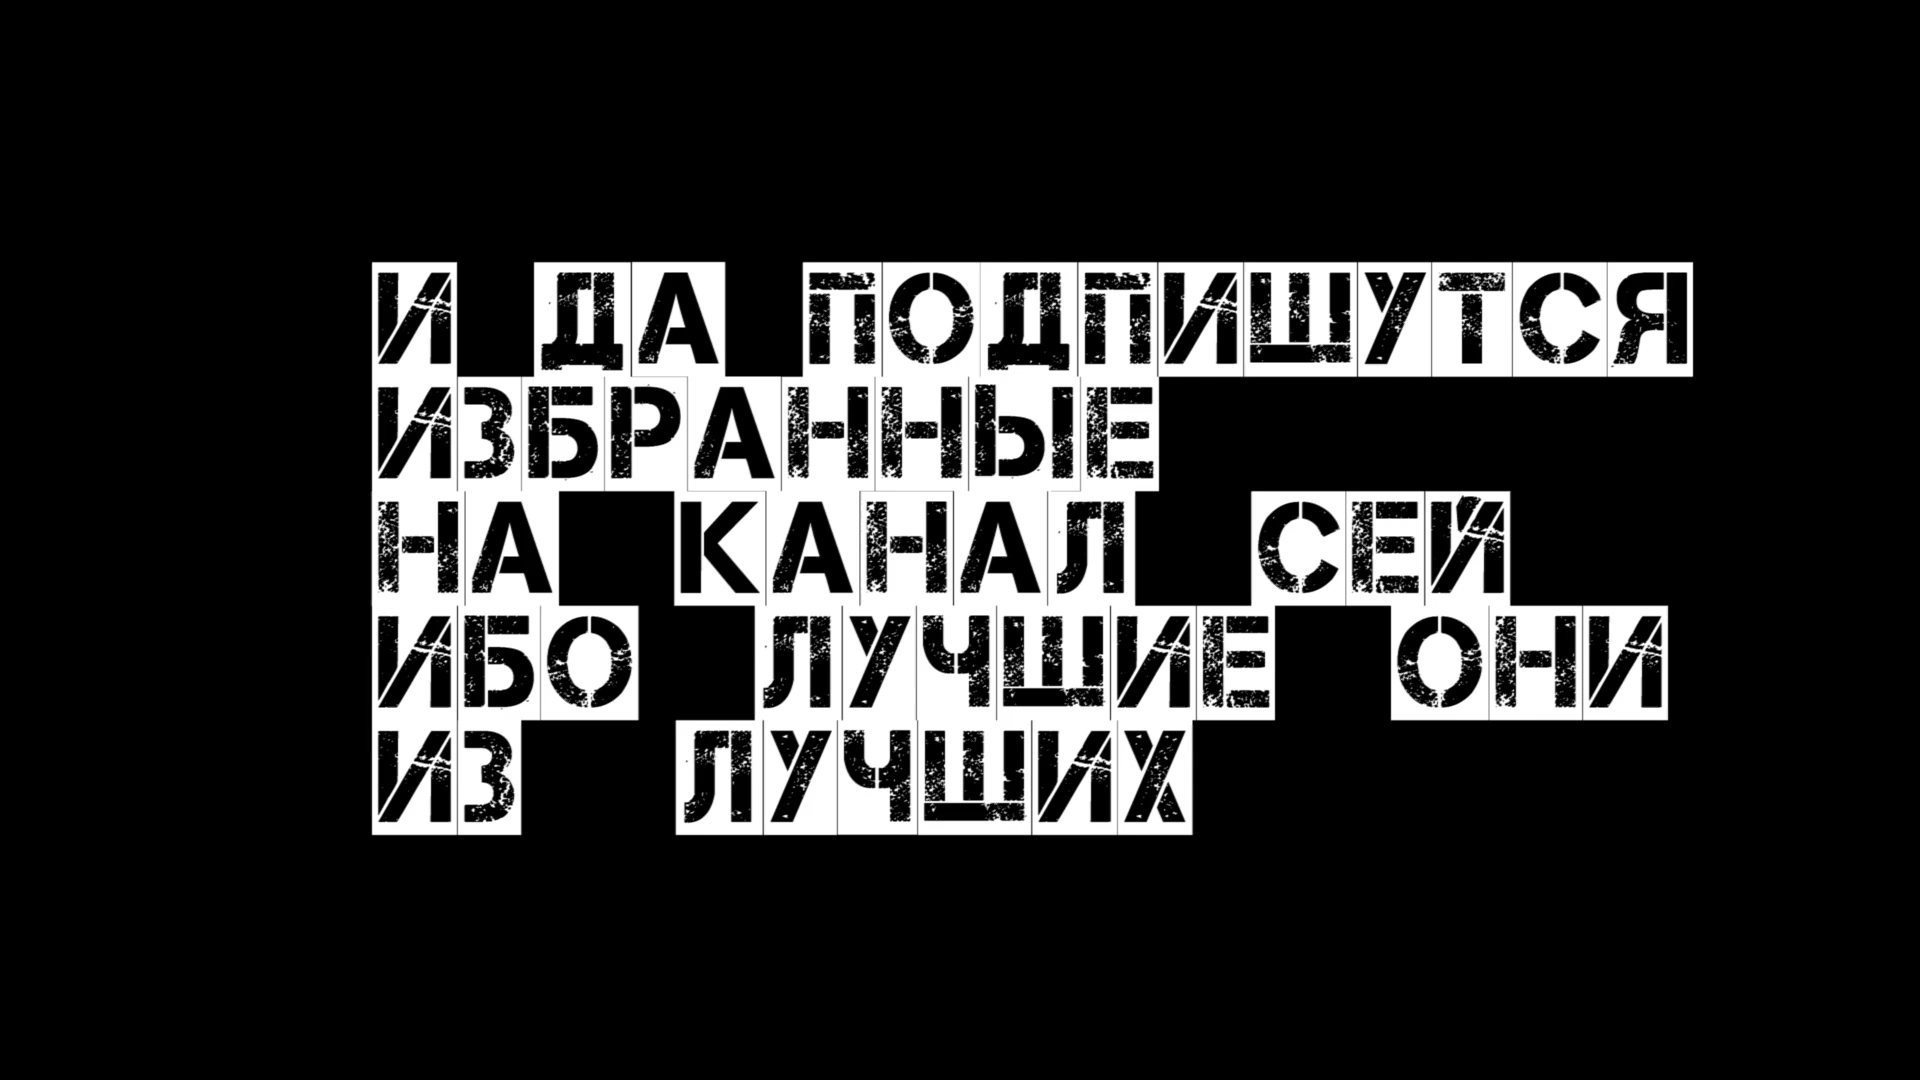 И ДА ПОДПИШУТСЯ
ИЗБРАННЫЕ
НА КАНАЛ СЕЙ
ИБО ЛУЧШИЕ ОНИ
ИЗ ЛУЧШИХ